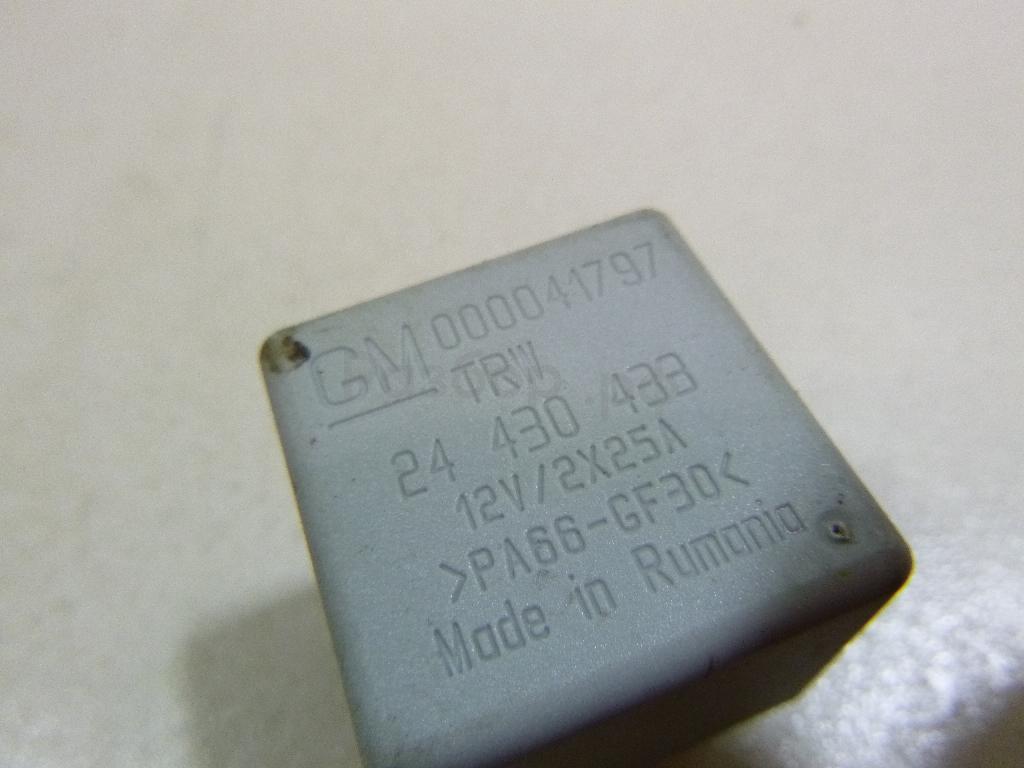 GM 000041797
TRW
24 430 433
12V/2X25A
>PA66-GF30<
Made in Rumania